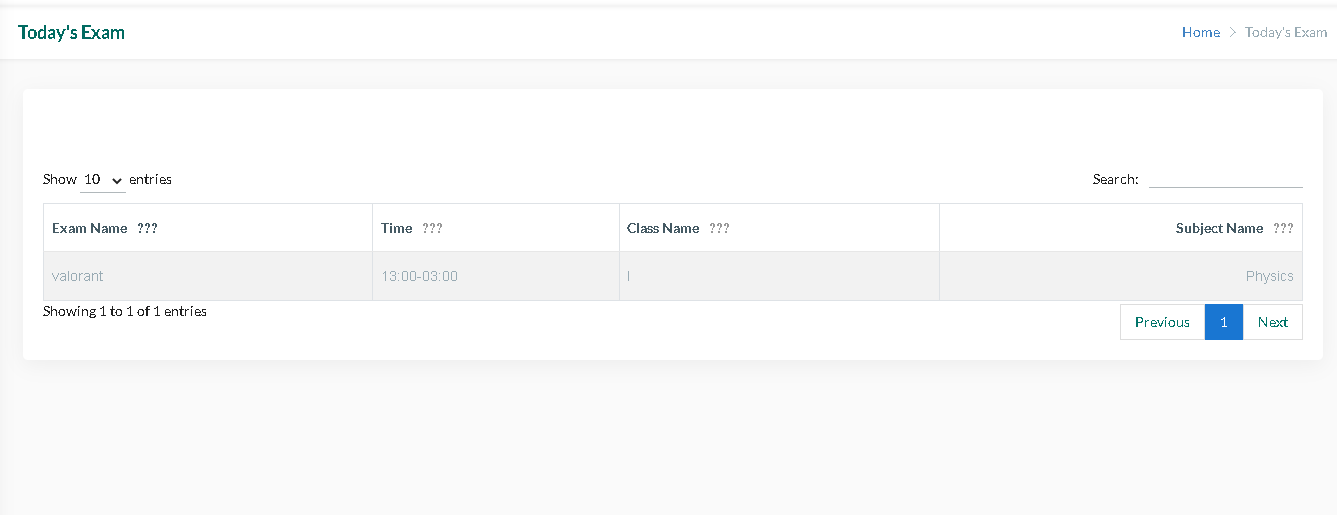 Today's Exam
Home > Today's Exam
Show 10 entries
Search:
Exam Name ??? Time ??? Class Name ??? Subject Name ???
valorant 13:00-03:00 I Physics
Showing 1 to 1 of 1 entries
Previous 1 Next